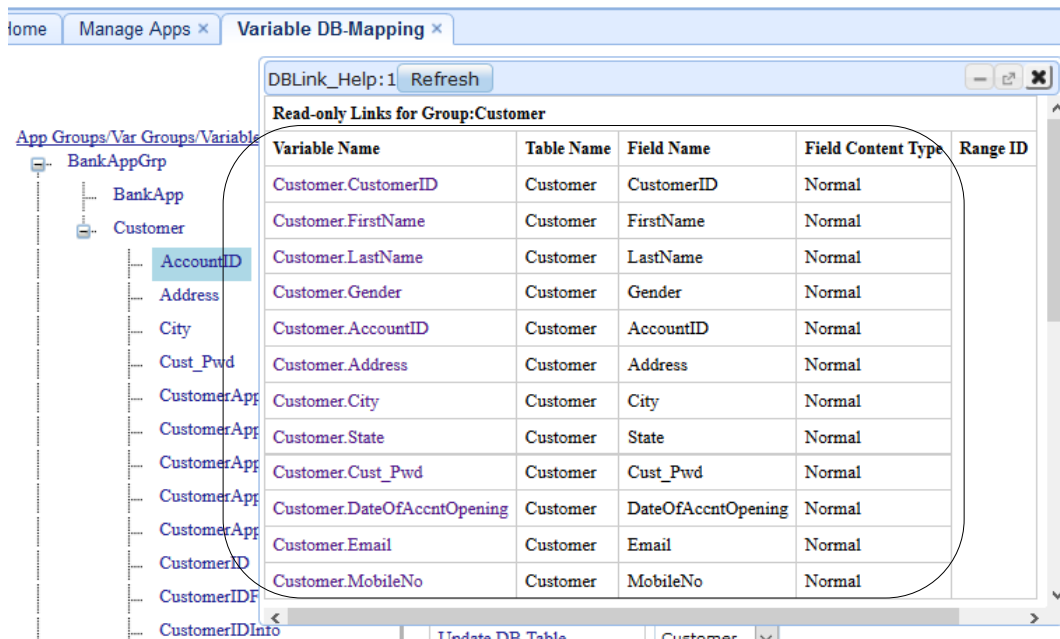 Home Manage Apps × Variable DB-Mapping ×
DBLink_Help:1 Refresh
Read-only Links for Group:Customer
App Groups/Var Groups/Variable
BankAppGrp
BankApp
Customer
AccountID
Address
City
Cust_Pwd
CustomerApp
CustomerApp
CustomerApp
CustomerApp
CustomerApp
CustomerID
CustomerIDF
CustomerIDInfo
Variable Name Table Name Field Name Field Content Type Range ID
Customer.CustomerID Customer CustomerID Normal
Customer.FirstName Customer FirstName Normal
Customer.LastName Customer LastName Normal
Customer.Gender Customer Gender Normal
Customer.AccountID Customer AccountID Normal
Customer.Address Customer Address Normal
Customer.City Customer City Normal
Customer.State Customer State Normal
Customer.Cust_Pwd Customer Cust_Pwd Normal
Customer.DateOfAccntOpening Customer DateOfAccntOpening Normal
Customer.Email Customer Email Normal
Customer.MobileNo Customer MobileNo Normal
Update DB Table Customer